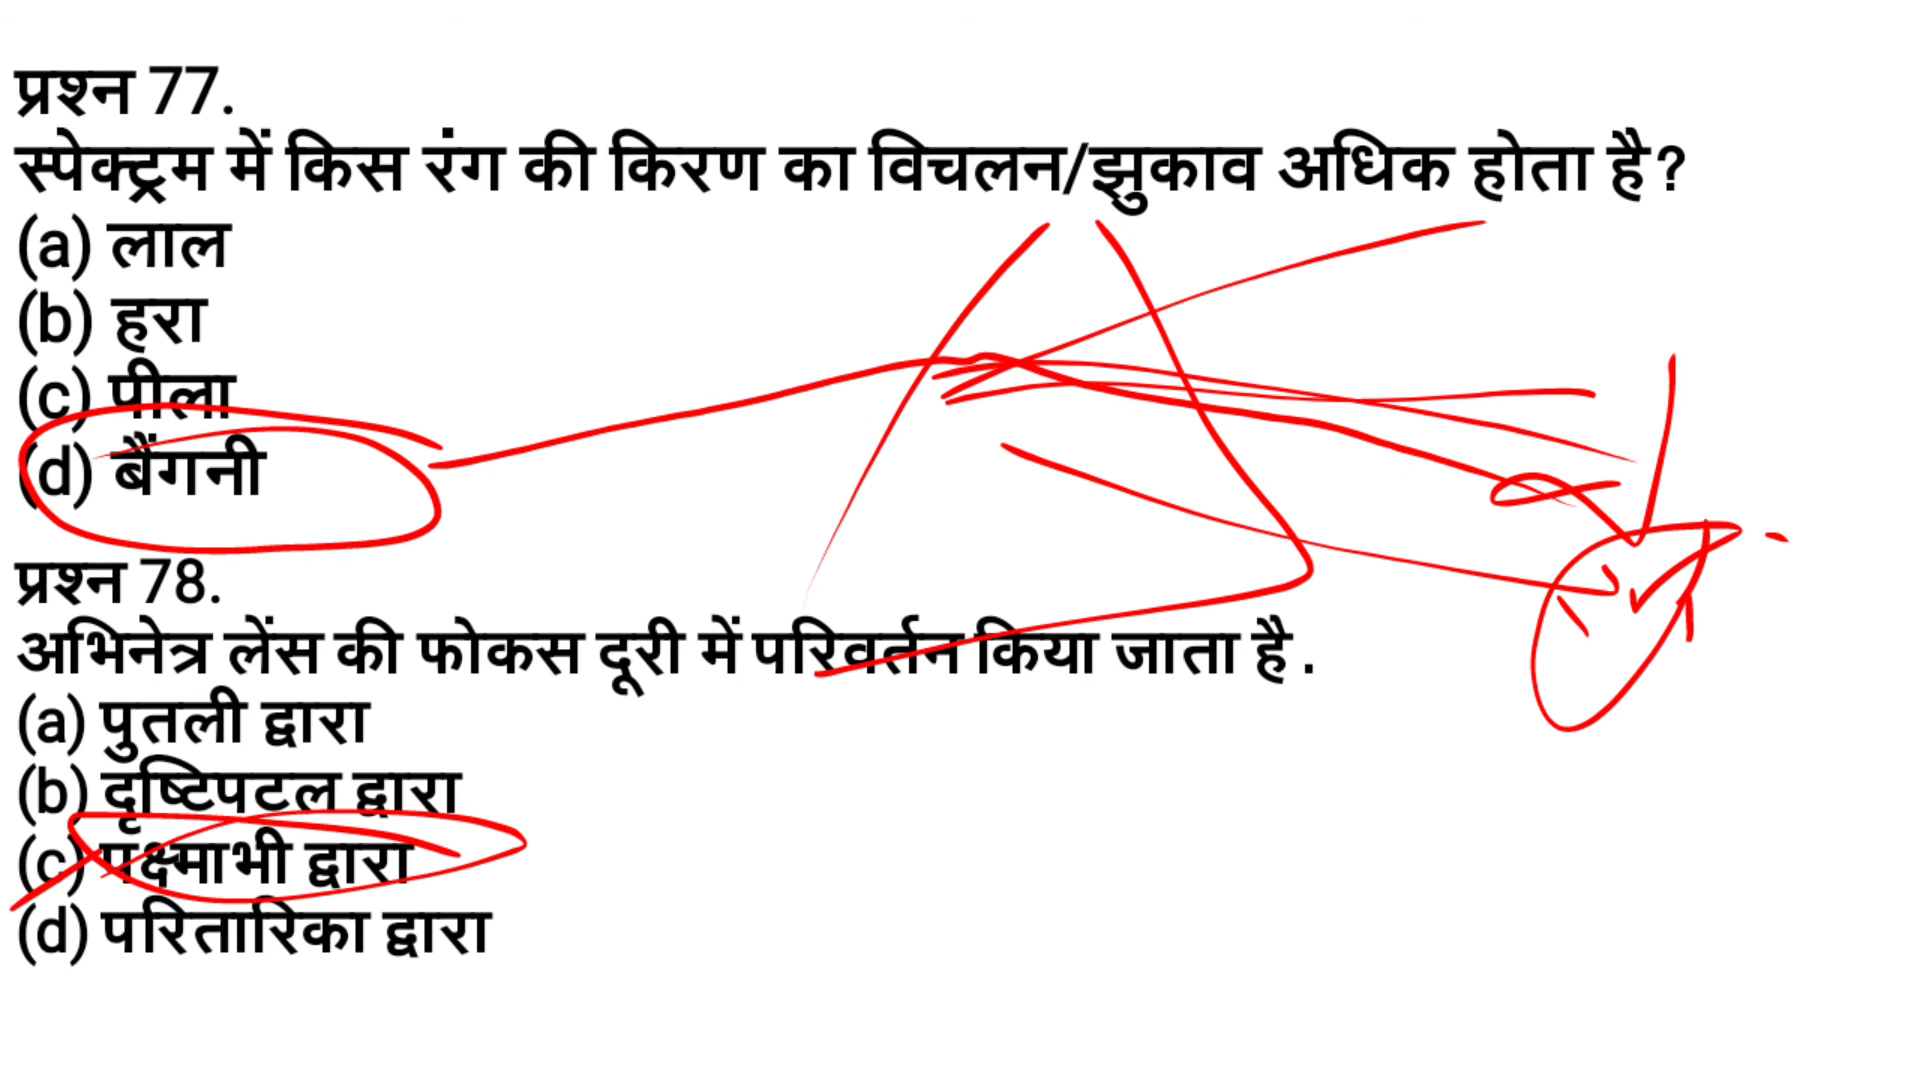 प्रश्न 77.
स्पेक्ट्रम में किस रंग की किरण का विचलन/झुकाव अधिक होता है?
(a) लाल
(b) हरा
(c) पीला
(d) बैंगनी
प्रश्न 78.
अभिनेत्र लेंस की फोकस दूरी में परिवर्तन किया जाता है.
(a) पुतली द्वारा
(b) दृष्टिपटल द्वारा
(c) पक्ष्माभी द्वारा
(d) परितारिका द्वारा